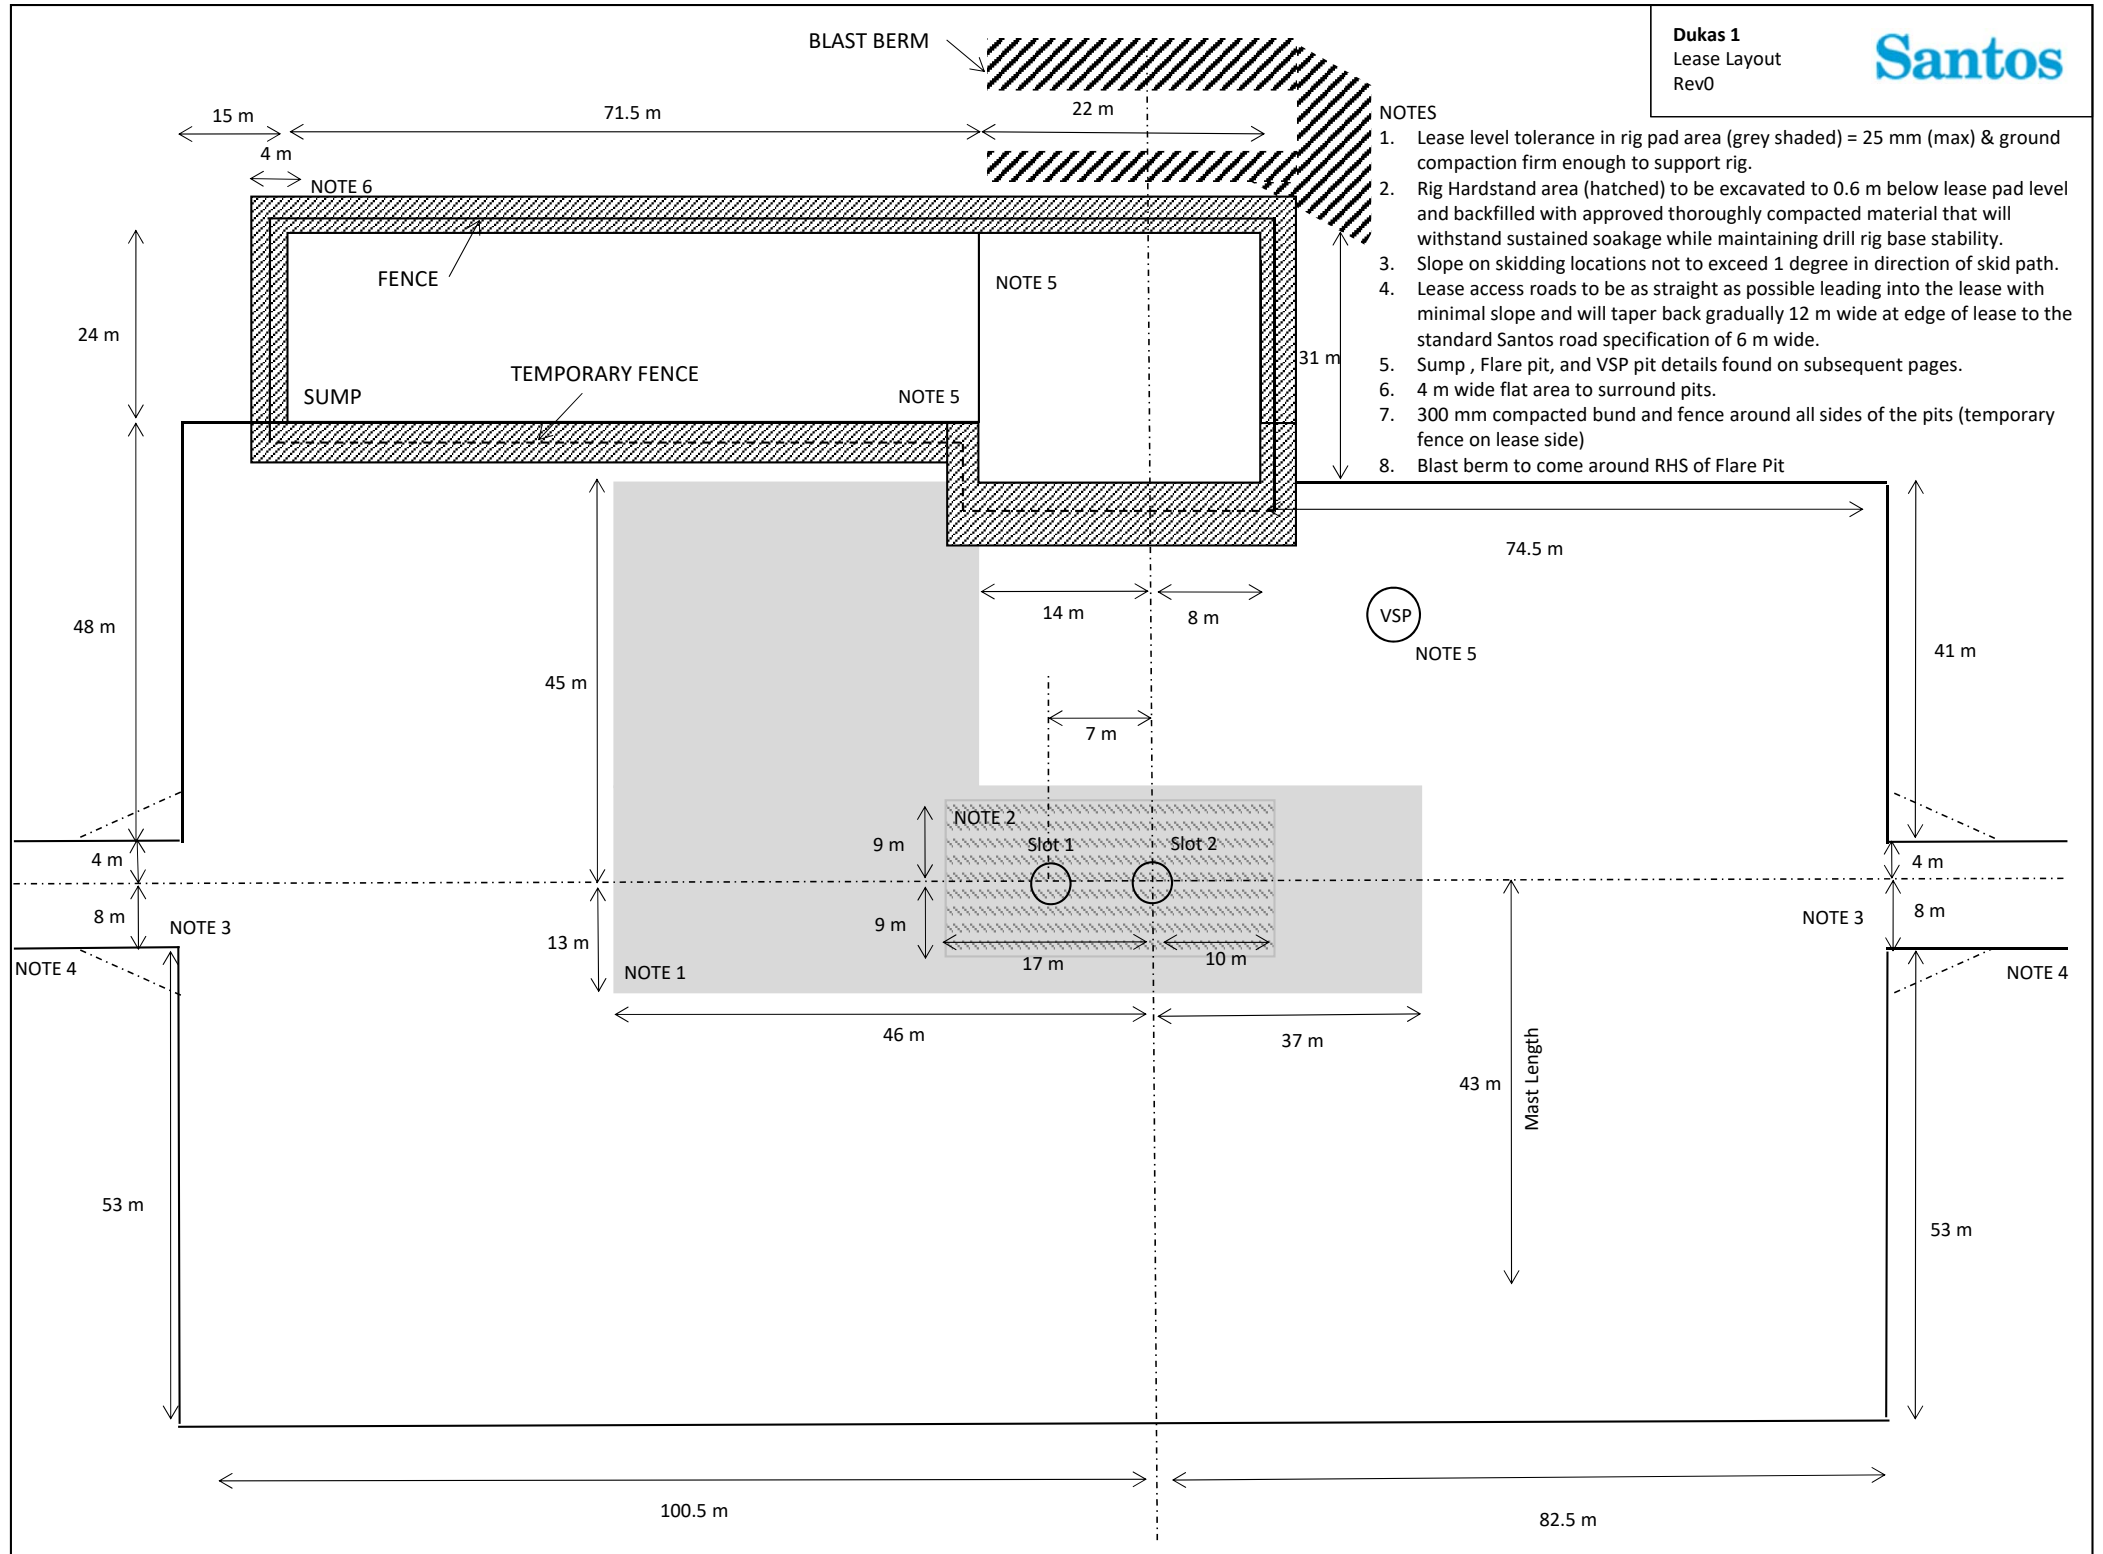 Dukas 1
Lease Layout
Rev0
Santos
BLAST BERM
15 m
71.5 m
22 m
4 m
NOTE 6
NOTES
1. Lease level tolerance in rig pad area (grey shaded) = 25 mm (max) & ground
compaction firm enough to support rig.
2. Rig Hardstand area (hatched) to be excavated to 0.6 m below lease pad level
and backfilled with approved thoroughly compacted material that will
withstand sustained soakage while maintaining drill rig base stability.
3. Slope on skidding locations not to exceed 1 degree in direction of skid path.
4. Lease access roads to be as straight as possible leading into the lease with
minimal slope and will taper back gradually 12 m wide at edge of lease to the
standard Santos road specification of 6 m wide.
5. Sump , Flare pit, and VSP pit details found on subsequent pages.
6. 4 m wide flat area to surround pits.
7. 300 mm compacted bund and fence around all sides of the pits (temporary
fence on lease side)
8. Blast berm to come around RHS of Flare Pit
FENCE
NOTE 5
24 m
31 m
TEMPORARY FENCE
SUMP
NOTE 5
74.5 m
14 m
8 m
VSP
NOTE 5
48 m
41 m
45 m
7 m
NOTE 2
9 m
Slot 1
Slot 2
4 m
4 m
8 m
9 m
8 m
NOTE 3
NOTE 3
13 m
17 m
10 m
NOTE 4
NOTE 1
NOTE 4
46 m
37 m
43 m
Mast Length
53 m
53 m
100.5 m
82.5 m